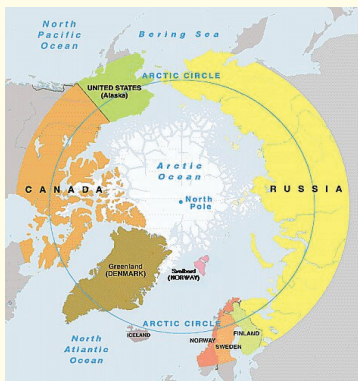 North
Pacific
Ocean
Bering Sea
ARCTIC CIRCLE
UNITED STATES
(Alaska)
Arctic
Ocean
CANADA
RUSSIA
North
Pole
Greenland
(DENMARK)
Svalbard
(NORWAY)
ARCTIC CIRCLE
ICELAND
NORWAY
FINLAND
SWEDEN
North
Atlantic
Ocean